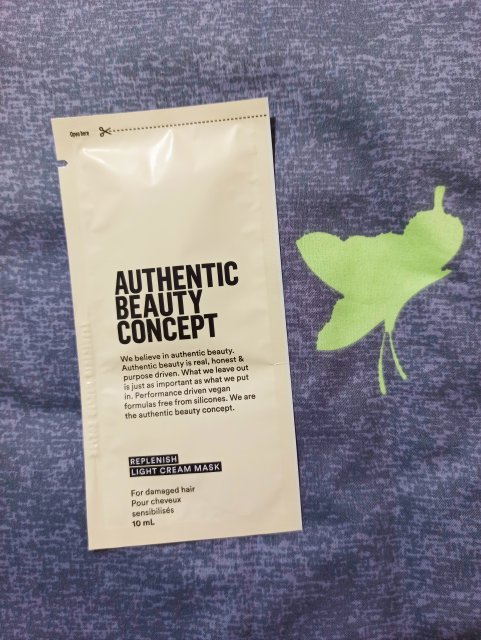 Open here
AUTHENTIC
BEAUTY
CONCEPT
We believe in authentic beauty.
Authentic beauty is real, honest &
purpose driven. What we leave out
is just as important as what we put
in. Performance driven vegan
formulas free from silicones. We are
the authentic beauty concept.
REPLENISH
LIGHT CREAM MASK
For damaged hair
Pour cheveux
sensibilisés
10 mL